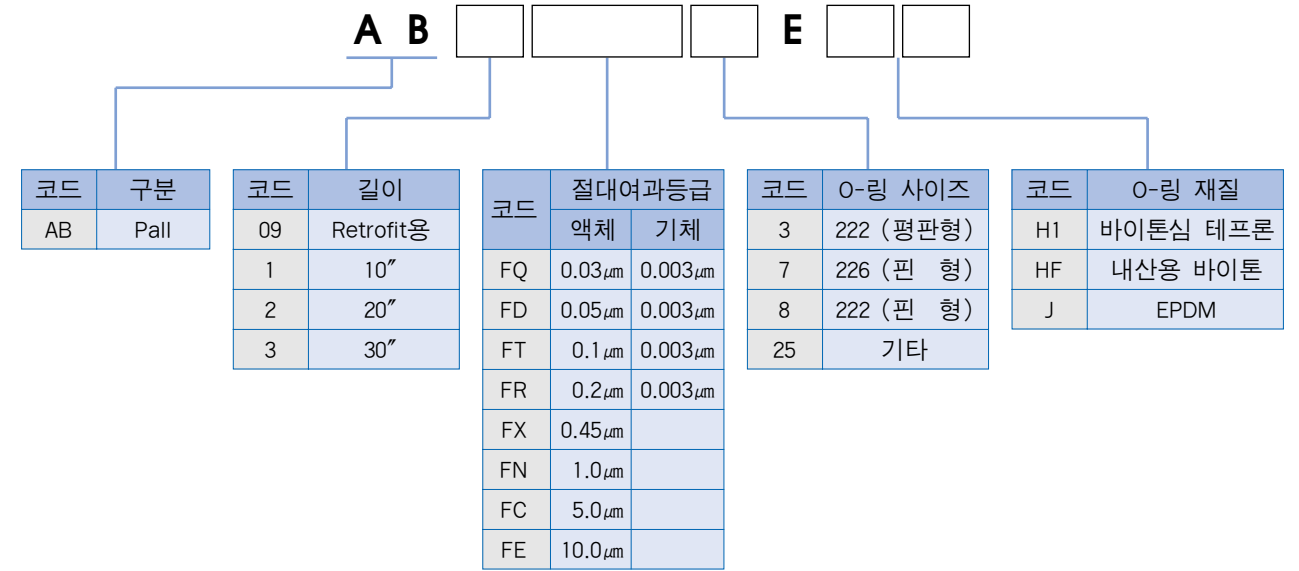 A B E
코드 구분
AB Pall
코드 길이
09 Retrofit용
1 10″
2 20″
3 30″
코드 절대여과등급
액체 기체
FQ 0.03㎛ 0.003㎛
FD 0.05㎛ 0.003㎛
FT 0.1㎛ 0.003㎛
FR 0.2㎛ 0.003㎛
FX 0.45㎛
FN 1.0㎛
FC 5.0㎛
FE 10.0㎛
코드 O-링 사이즈
3 222 (평판형)
7 226 (핀 형)
8 222 (핀 형)
25 기타
코드 O-링 재질
H1 바이톤심 테프론
HF 내산용 바이톤
J EPDM